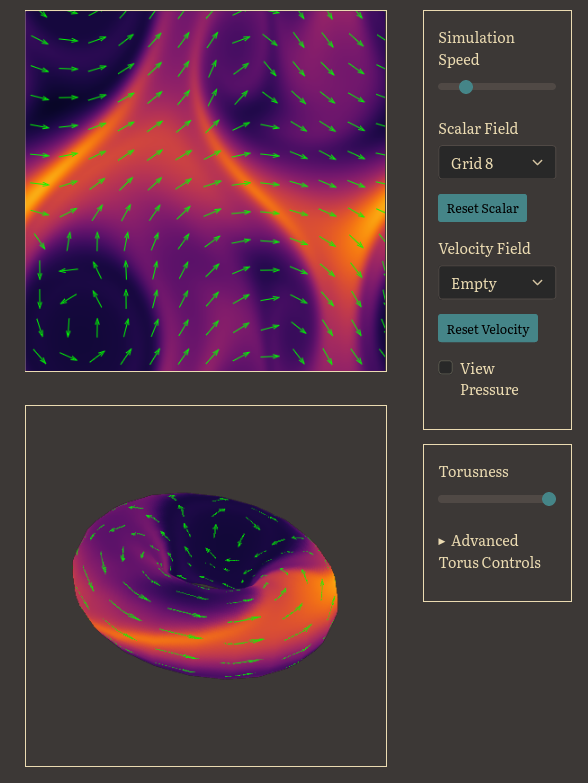 Simulation
Speed
Scalar Field
Grid 8
Reset Scalar
Velocity Field
Empty
Reset Velocity
View
Pressure
Torusness
▸ Advanced
Torus Controls